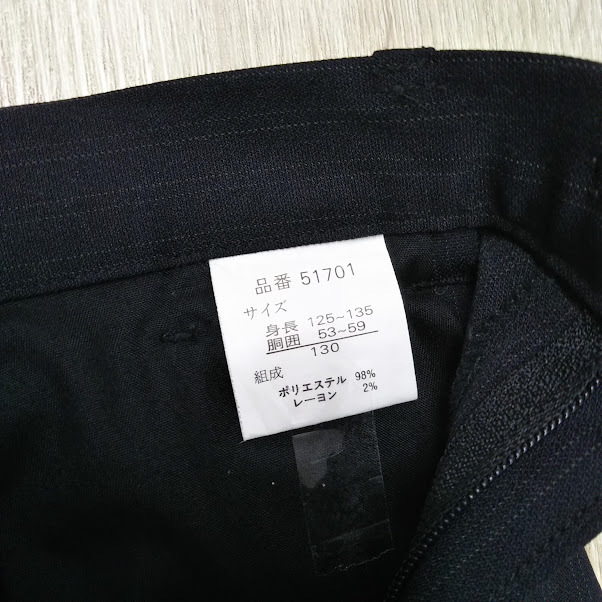 品番 51701
サイズ
身長 125~135
胴囲 53~59
130
組成
ポリエステル 98%
レーヨン 2%